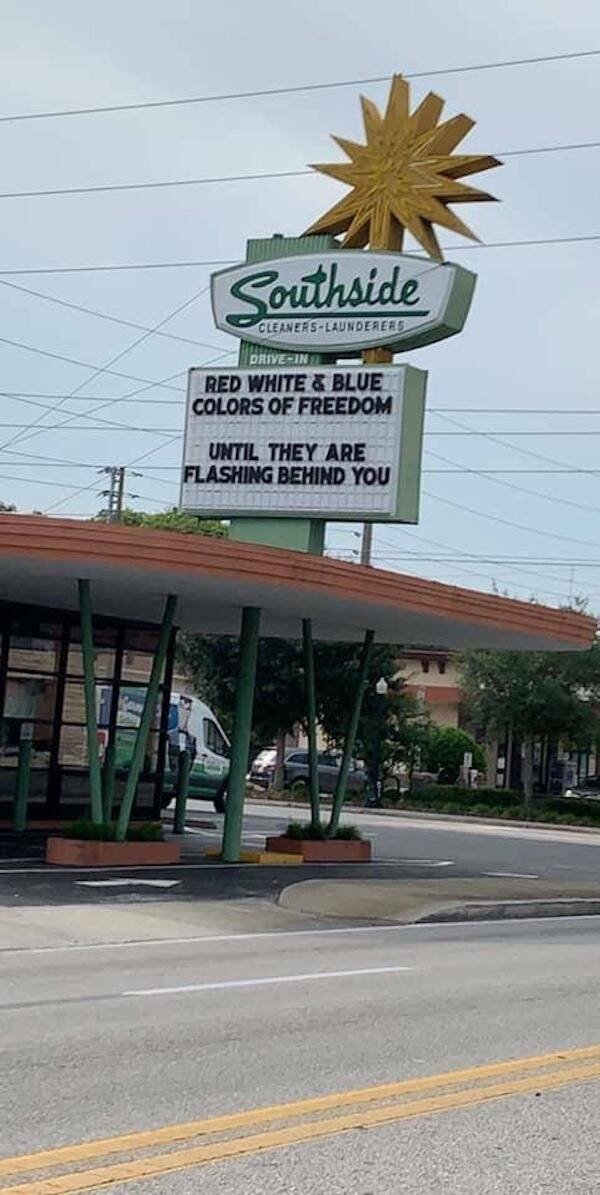 Southside
CLEANERS-LAUNDERERS
DRIVE-IN
RED WHITE & BLUE
COLORS OF FREEDOM
UNTIL THEY ARE
FLASHING BEHIND YOU